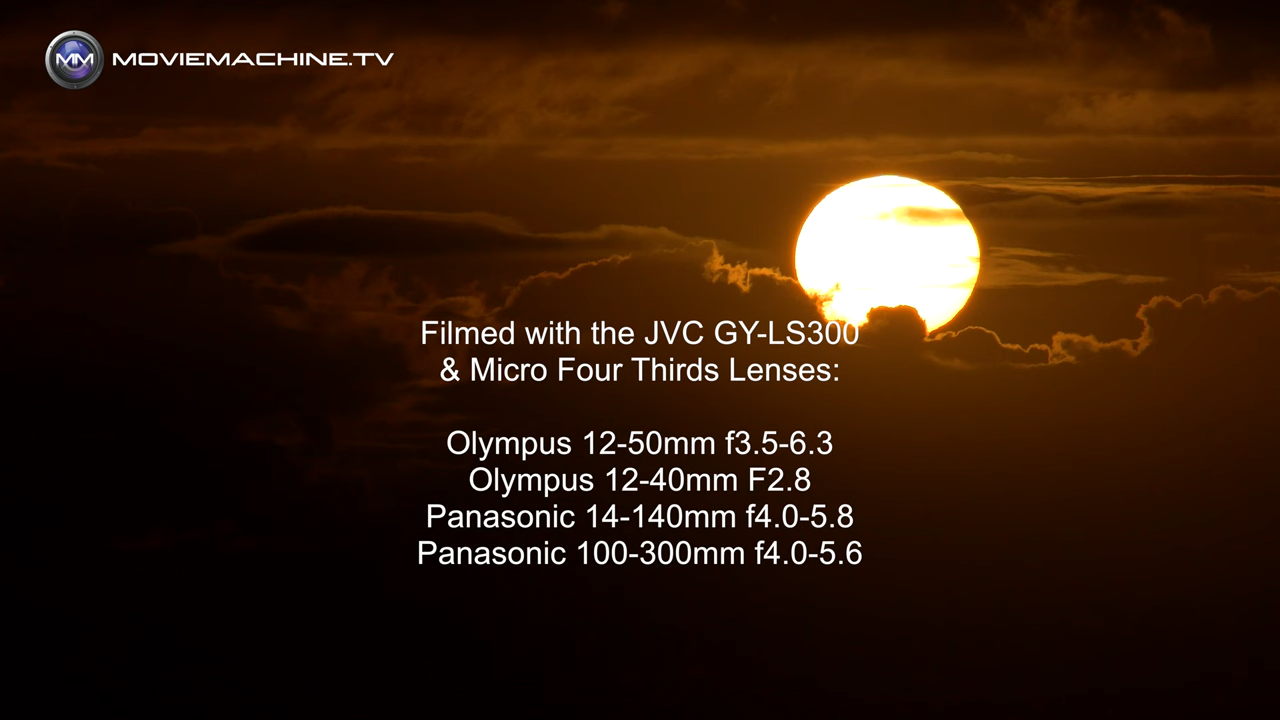 MM MOVIEMACHINE.TV
Filmed with the JVC GY-LS300
& Micro Four Thirds Lenses:
Olympus 12-50mm f3.5-6.3
Olympus 12-40mm F2.8
Panasonic 14-140mm f4.0-5.8
Panasonic 100-300mm f4.0-5.6